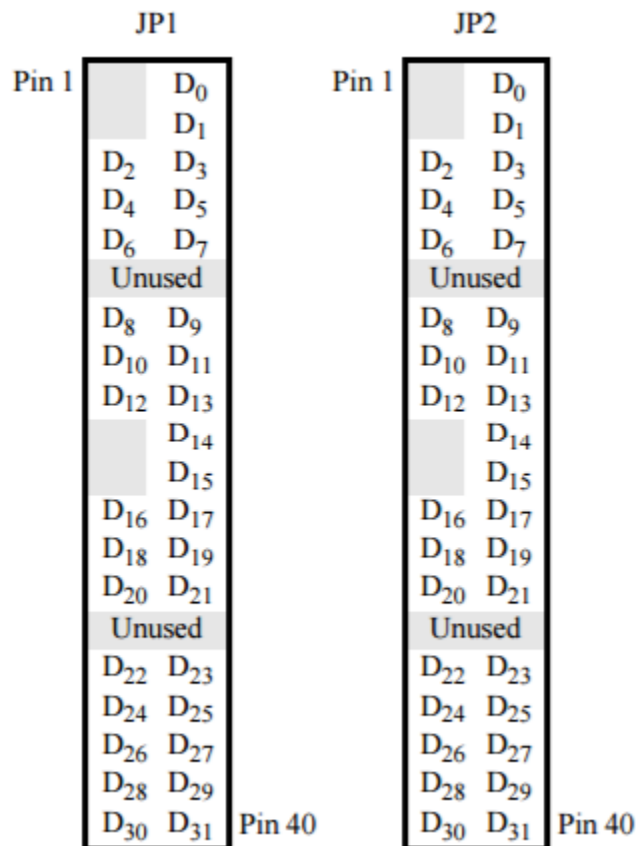 JP1 JP2
Pin 1 D0 Pin 1 D0
D1 D1
D2 D3 D2 D3
D4 D5 D4 D5
D6 D7 D6 D7
Unused Unused
D8 D9 D8 D9
D10 D11 D10 D11
D12 D13 D12 D13
D14 D14
D15 D15
D16 D17 D16 D17
D18 D19 D18 D19
D20 D21 D20 D21
Unused Unused
D22 D23 D22 D23
D24 D25 D24 D25
D26 D27 D26 D27
D28 D29 D28 D29
D30 D31 Pin 40 D30 D31 Pin 40